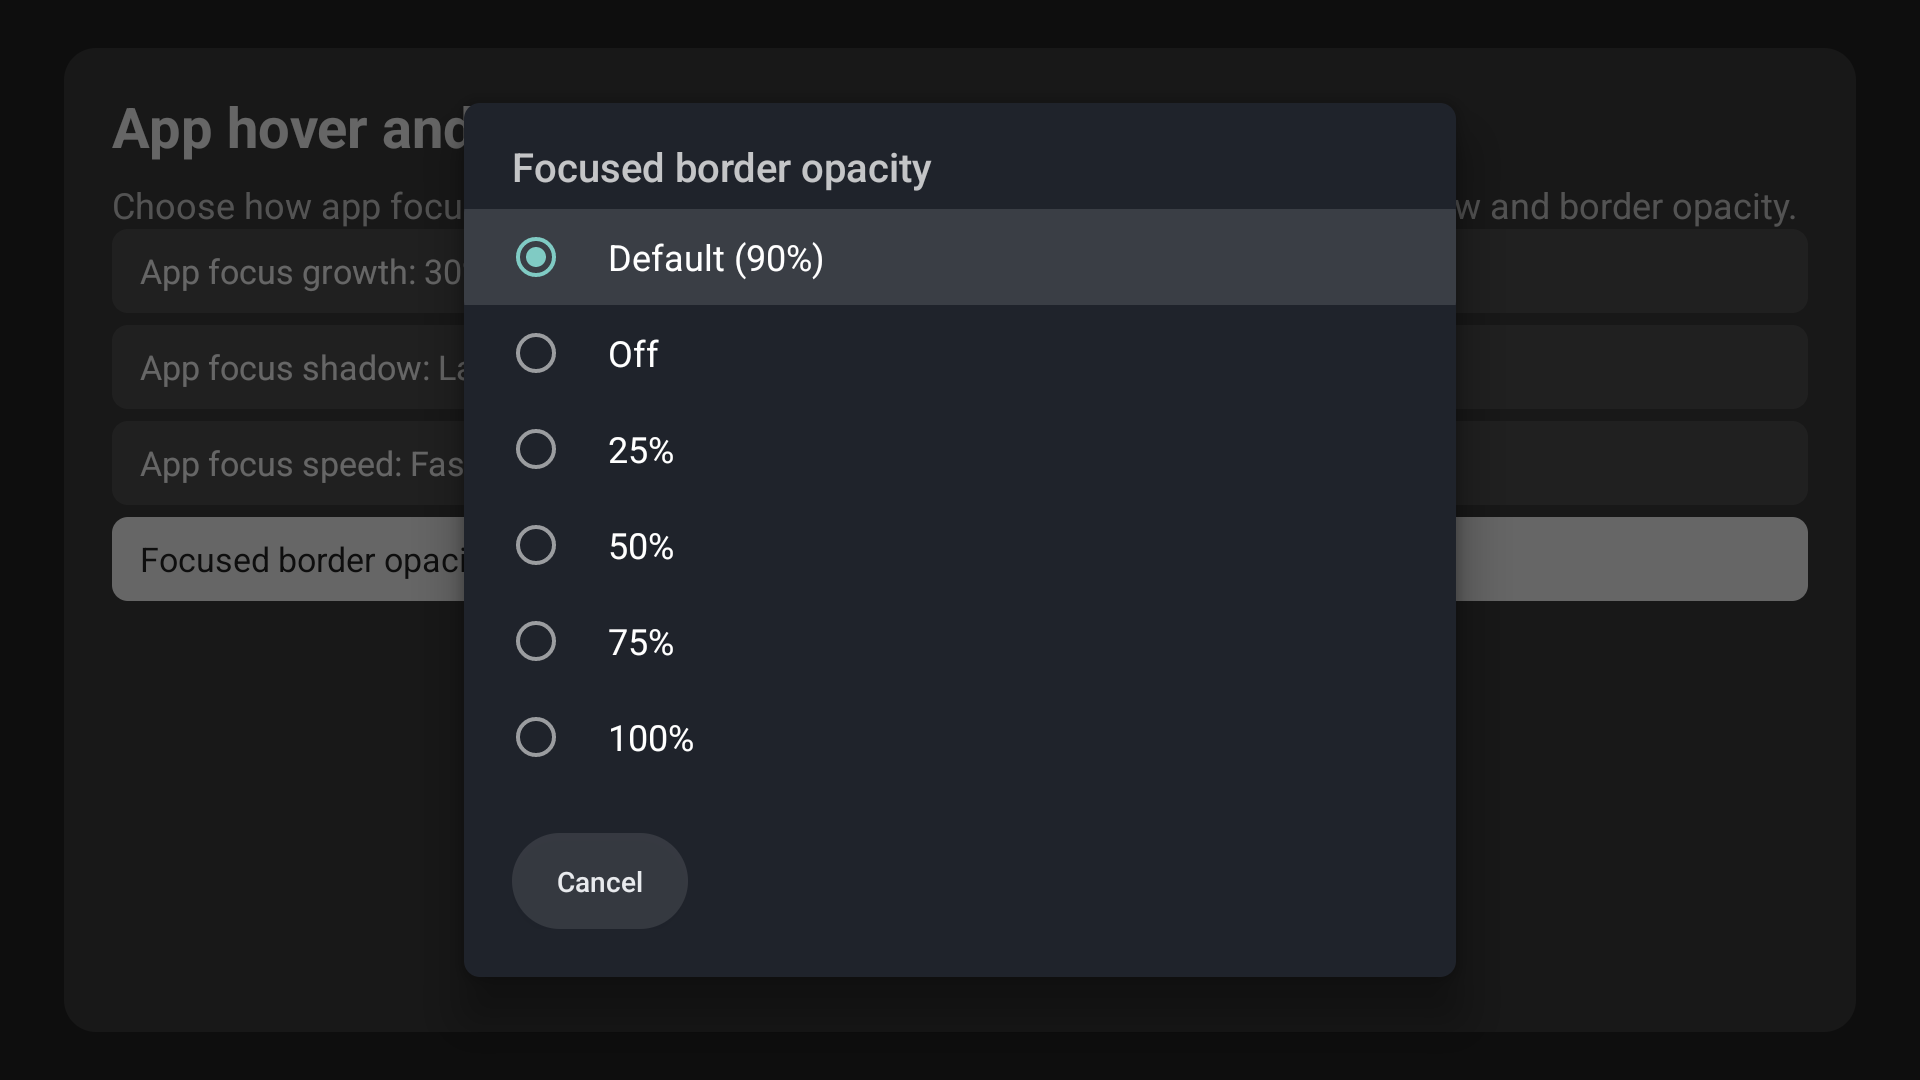 App hover and
Choose how app focu
w and border opacity.
App focus growth: 30
App focus shadow: La
App focus speed: Fas
Focused border opaci
Focused border opacity
Default (90%)
Off
25%
50%
75%
100%
Cancel